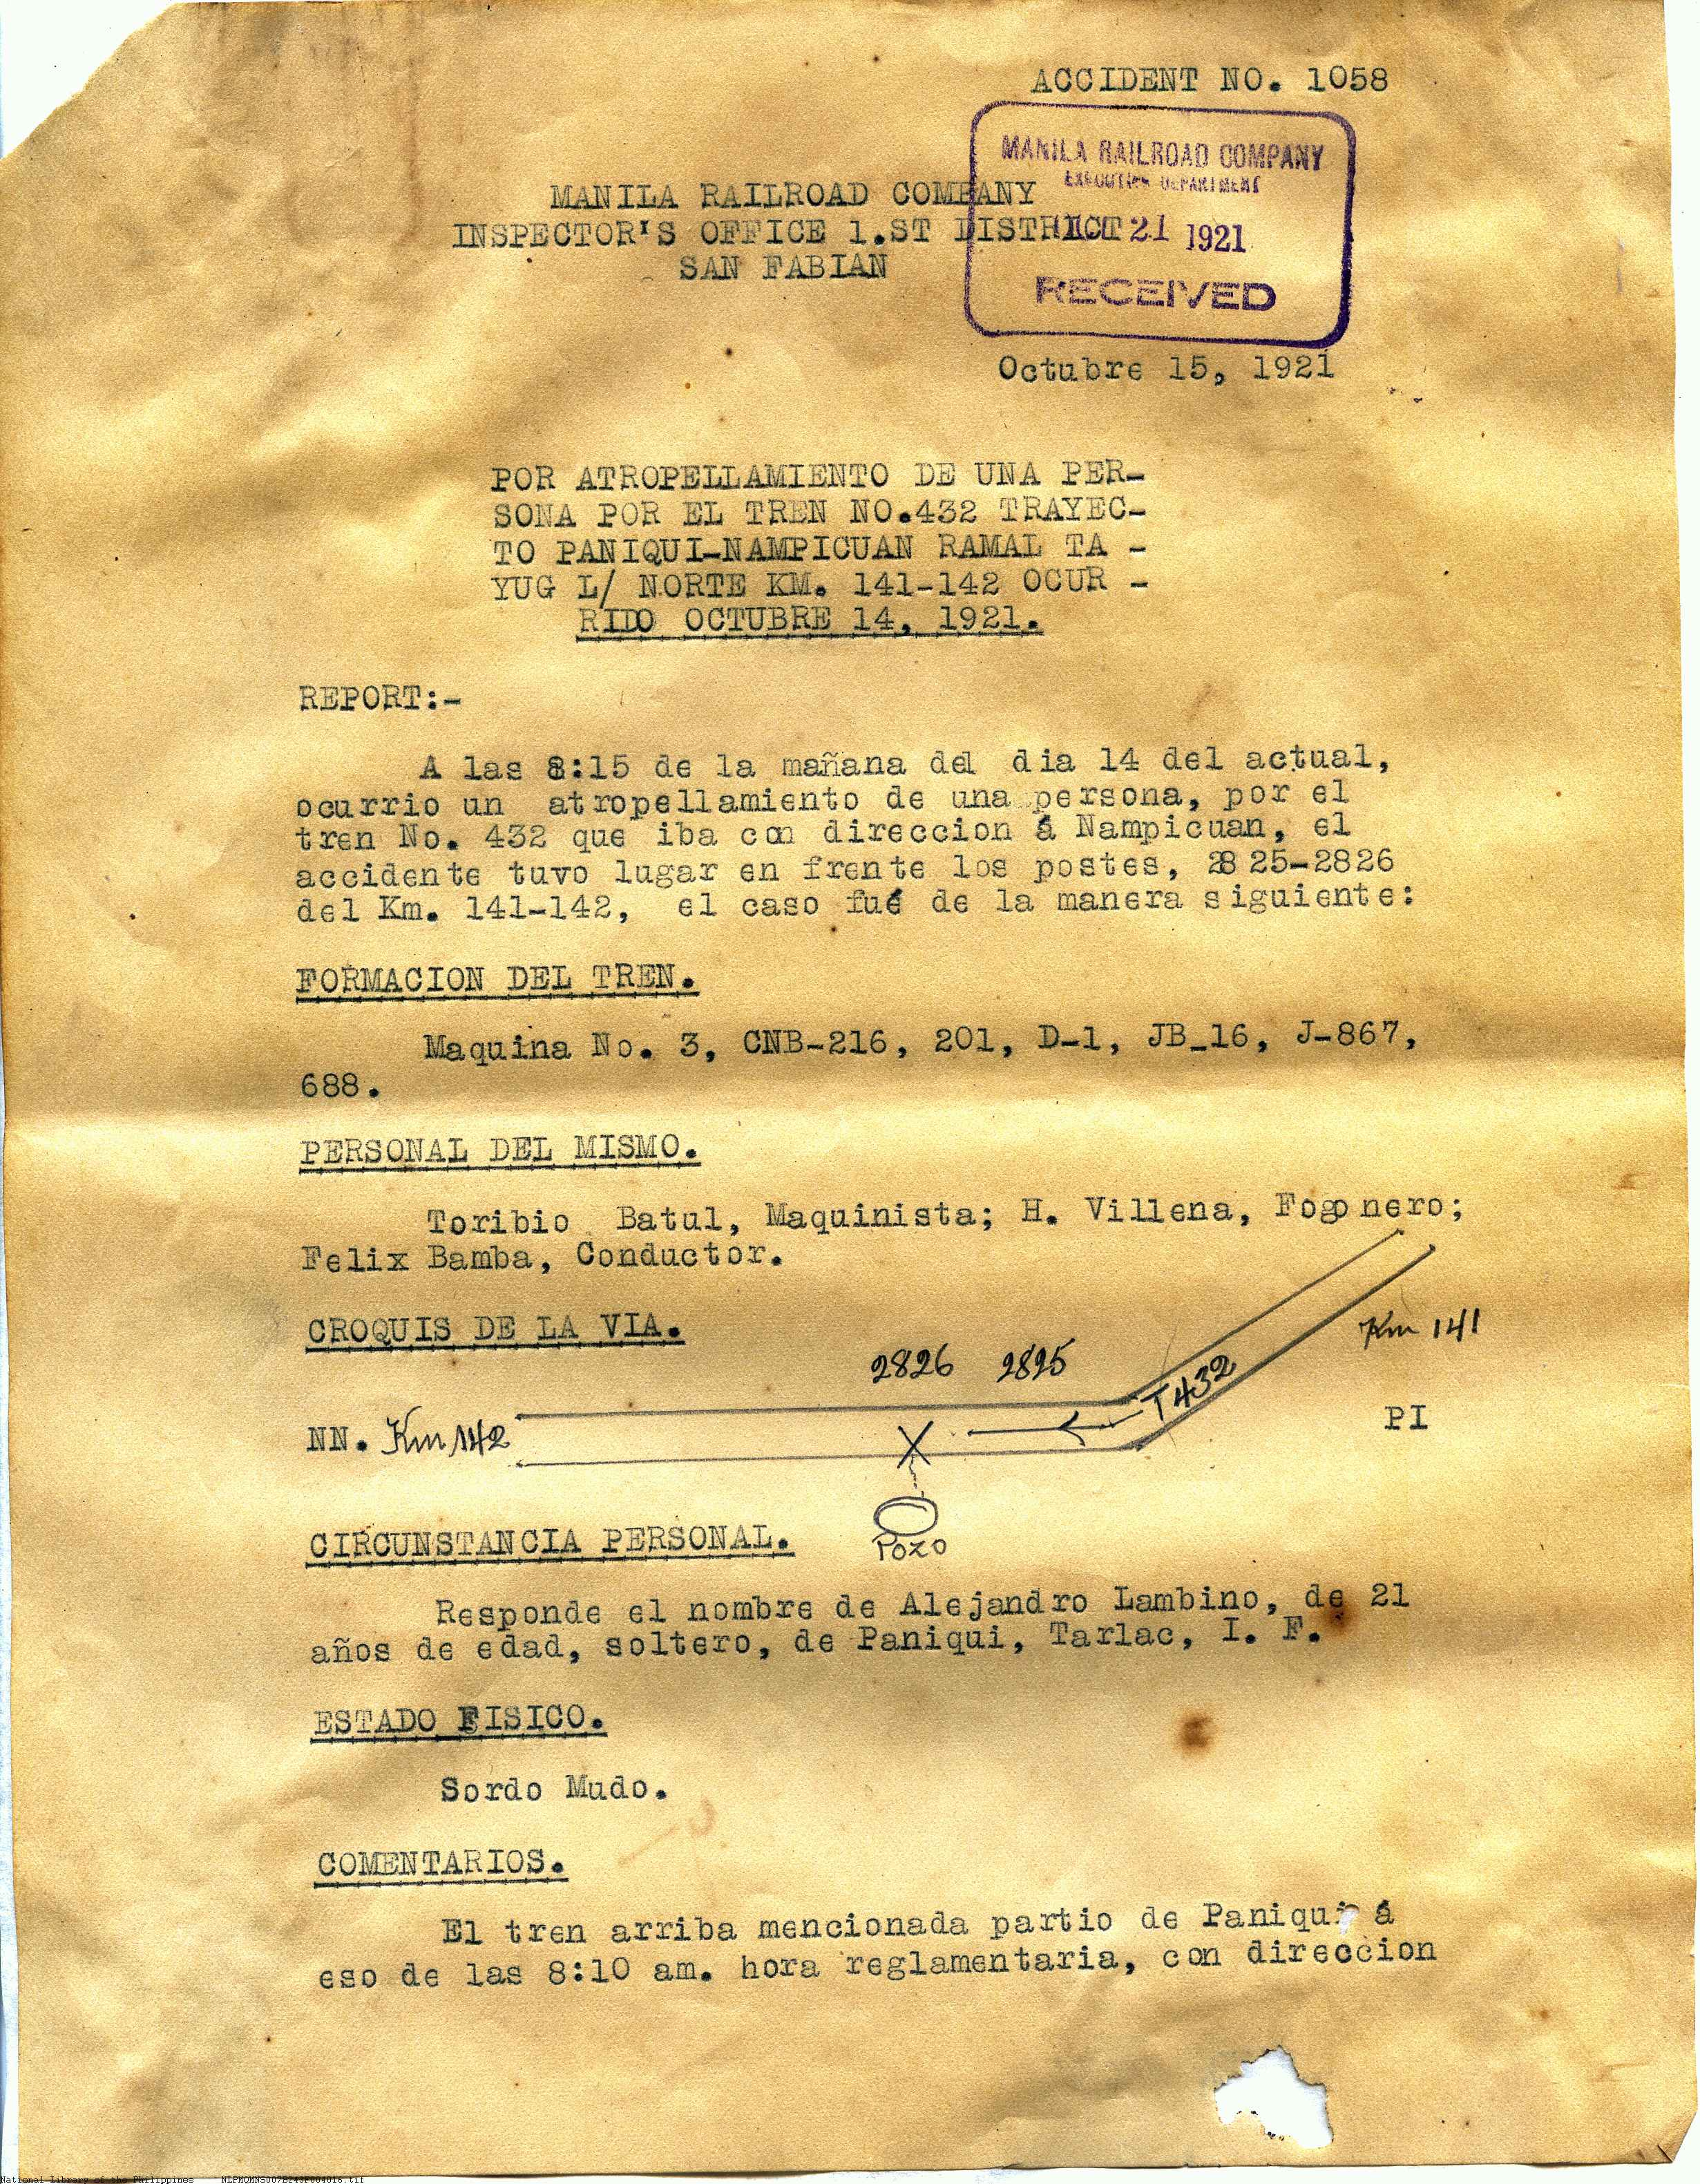 ACCIDENT NO. 1058
MANILA RAILROAD COMPANY
EXECUTIVE DEPARTMENT
OCT 21 1921
RECEIVED
MANILA RAILROAD COMPANY
INSPECTOR'S OFFICE 1.ST DISTRICT
SAN FABIAN
Octubre 15, 1921
POR ATROPELLAMIENTO DE UNA PER-
SONA POR EL TREN NO.432 TRAYEC-
TO PANIQUI-NAMPICUAN RAMAL TA -
YUG L/ NORTE KM. 141-142 OCUR -
RIDO OCTUBRE 14, 1921.
REPORT:-
A las 8:15 de la mañana del dia 14 del actual,
ocurrio un atropellamiento de una persona, por el
tren No. 432 que iba con direccion á Nampicuan, el
accidente tuvo lugar en frente los postes, 2825-2826
del Km. 141-142, el caso fué de la manera siguiente:
FORMACION DEL TREN.
Maquina No. 3, CNB-216, 201, D-1, JB_16, J-867,
688.
PERSONAL DEL MISMO.
Toribio Batul, Maquinista; H. Villena, Fogonero;
Felix Bamba, Conductor.
CROQUIS DE LA VIA.
Km 141
2826 2825
T432
NN. Km 142
PI
Pozo
CIRCUNSTANCIA PERSONAL.
Responde el nombre de Alejandro Lambino, de 21
años de edad, soltero, de Paniqui, Tarlac, I. F.
ESTADO FISICO.
Sordo Mudo.
COMENTARIOS.
El tren arriba mencionada partio de Paniqui á
eso de las 8:10 am. hora reglamentaria, con direccion
National Library of the Philippines NLPMQMNS007B243F004016.tif